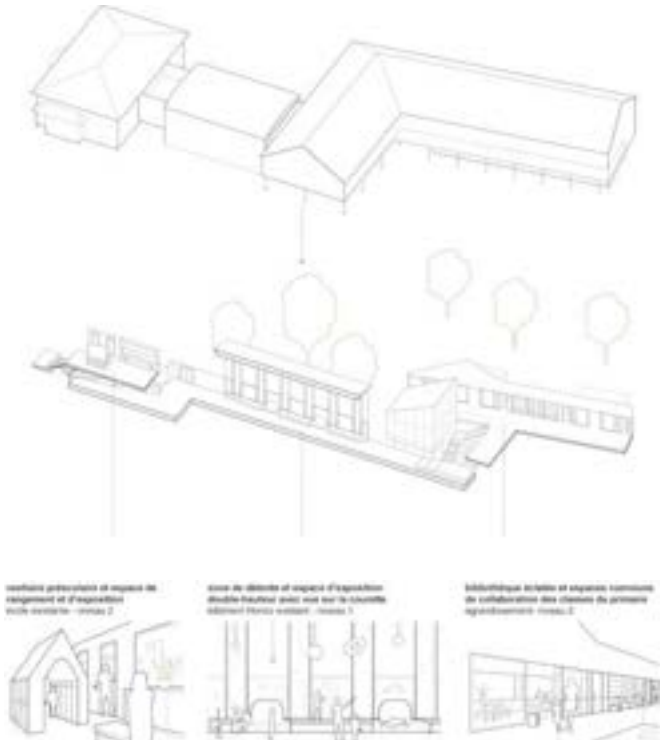 vestiaire préscolaire et espace de
rangement et d'exposition
école existante - niveau 2
zone de détente et espace d'exposition
double-hauteur avec vue sur la
bâtiment existant - niveau 1
bibliothèque éclatée et espaces communs
de collaboration des classes du primaire
agrandissement - niveau 2